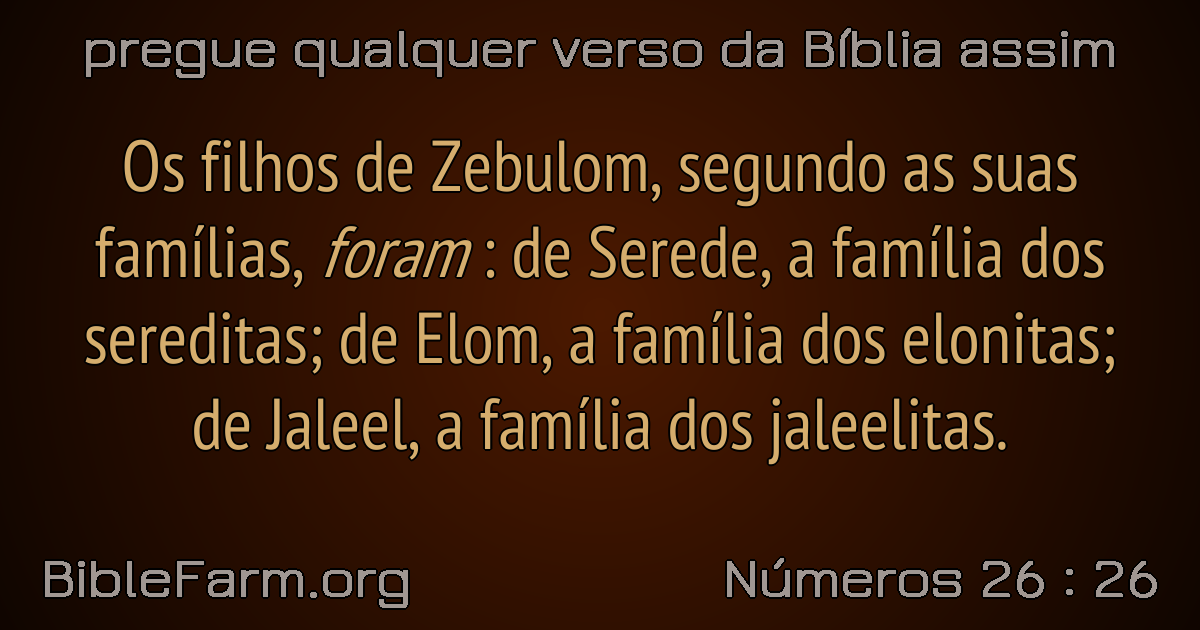 pregue qualquer verso da Bíblia assim
Os filhos de Zebulom, segundo as suas
famílias, foram : de Serede, a família dos
sereditas; de Elom, a família dos elonitas;
de Jaleel, a família dos jaleelitas.
BibleFarm.org
Números 26 : 26